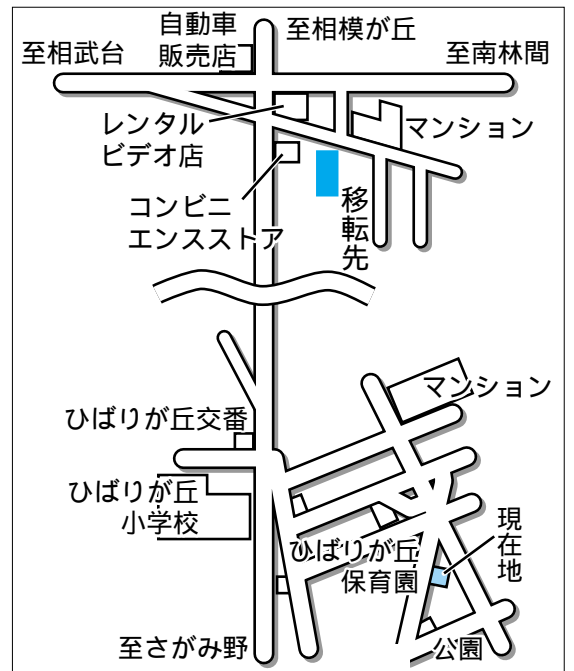 自動車
販売店
至相模が丘
至相武台
至南林間
レンタル
ビデオ店
マンション
コンビニ
エンスストア
移転先
マンション
ひばりが丘交番
ひばりが丘
小学校
ひばりが丘
保育園
現在地
至さがみ野
公園